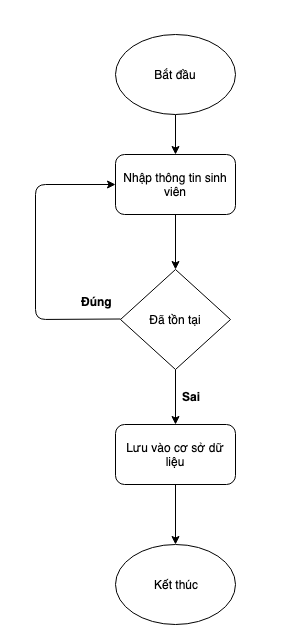 Bắt đầu
Nhập thông tin sinh
viên
Đúng
Đã tồn tại
Sai
Lưu vào cơ sở dữ
liệu
Kết thúc